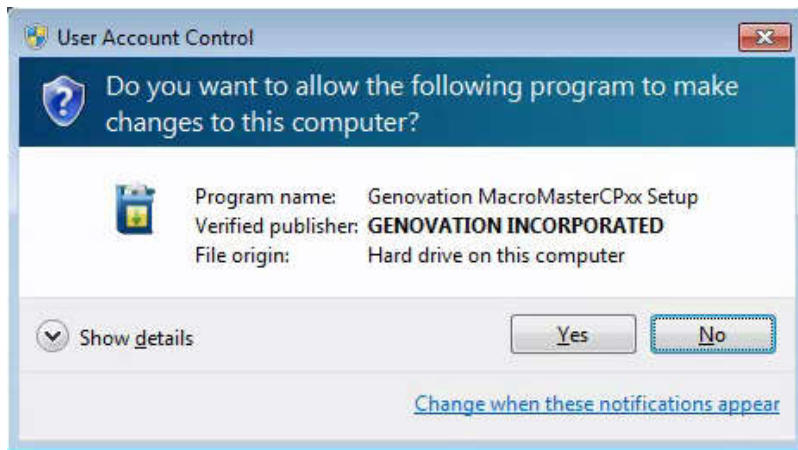 User Account Control
Do you want to allow the following program to make
changes to this computer?
Program name: Genovation MacroMasterCPxx Setup
Verified publisher: GENOVATION INCORPORATED
File origin: Hard drive on this computer
Show details Yes No
Change when these notifications appear